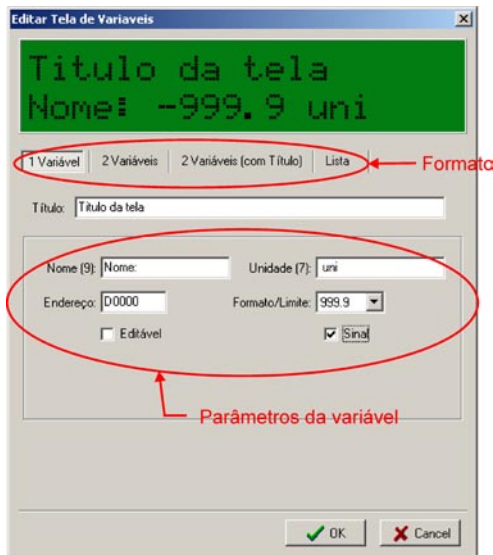 Editar Tela de Variaveis
Titulo da tela
Nome: -999.9 uni
1 Variável 2 Variáveis 2 Variáveis (com Título) Lista
Formato
Título: Titulo da tela
Nome (9): Nome: Unidade (7): uni
Endereço: D0000 Formato/Limite: 999.9
Editável Sinal
Parâmetros da variável
OK Cancel